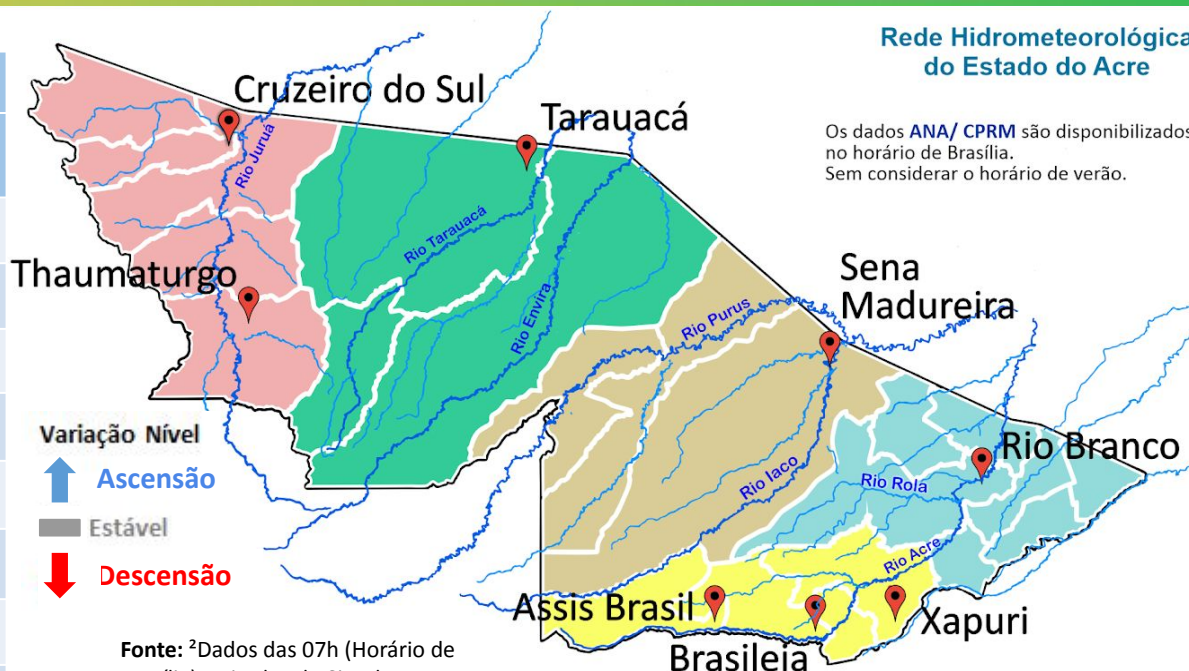 Rede Hidrometeorológica
do Estado do Acre
Os dados ANA/ CPRM são disponibilizados
no horário de Brasília.
Sem considerar o horário de verão.
Cruzeiro do Sul
Tarauacá
Rio Juruá
Rio Tarauacá
Thaumaturgo
Rio Envira
Sena
Madureira
Rio Purus
Variação Nível
Ascensão
Estável
Descensão
Rio Branco
Rio Iaco
Rio Rola
Rio Acre
Assis Brasil
Xapuri
Brasileia
Fonte: ²Dados das 07h (Horário de